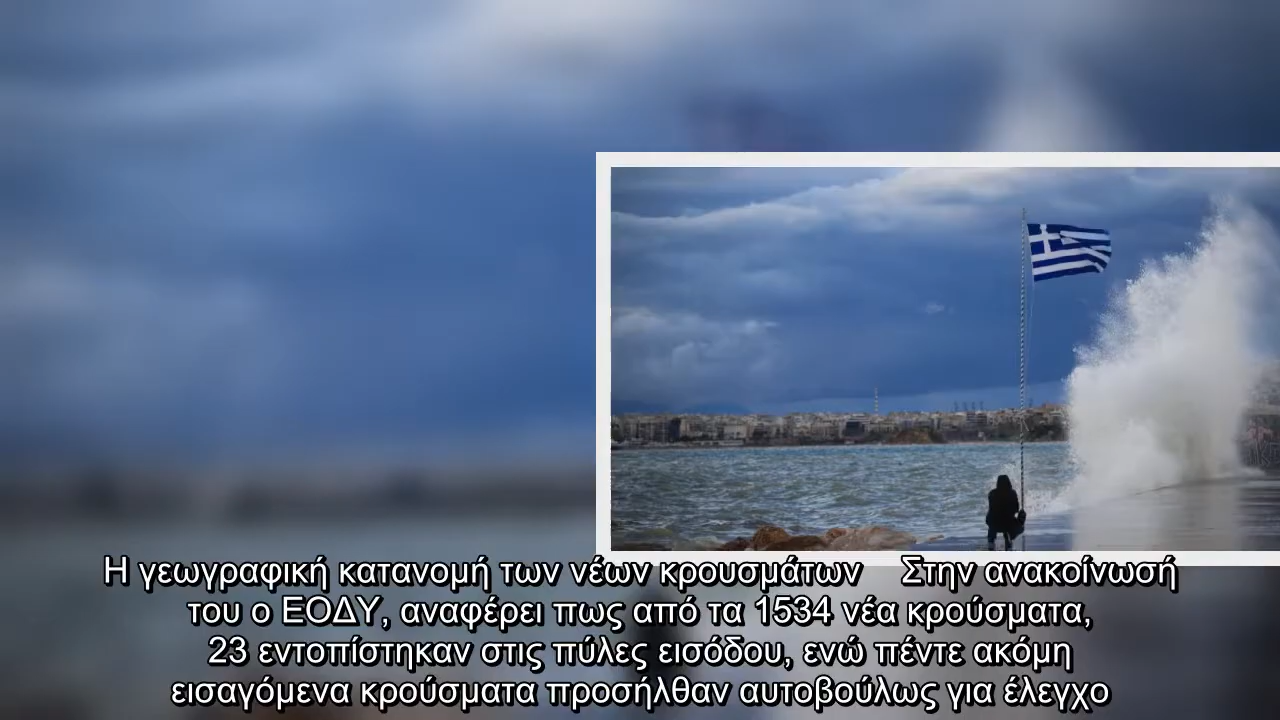 Η γεωγραφική κατανομή των νέων κρουσμάτων Στην ανακοίνωσή
του ο ΕΟΔΥ, αναφέρει πως από τα 1534 νέα κρούσματα,
23 εντοπίστηκαν στις πύλες εισόδου, ενώ πέντε ακόμη
εισαγόμενα κρούσματα προσήλθαν αυτοβούλως για έλεγχο